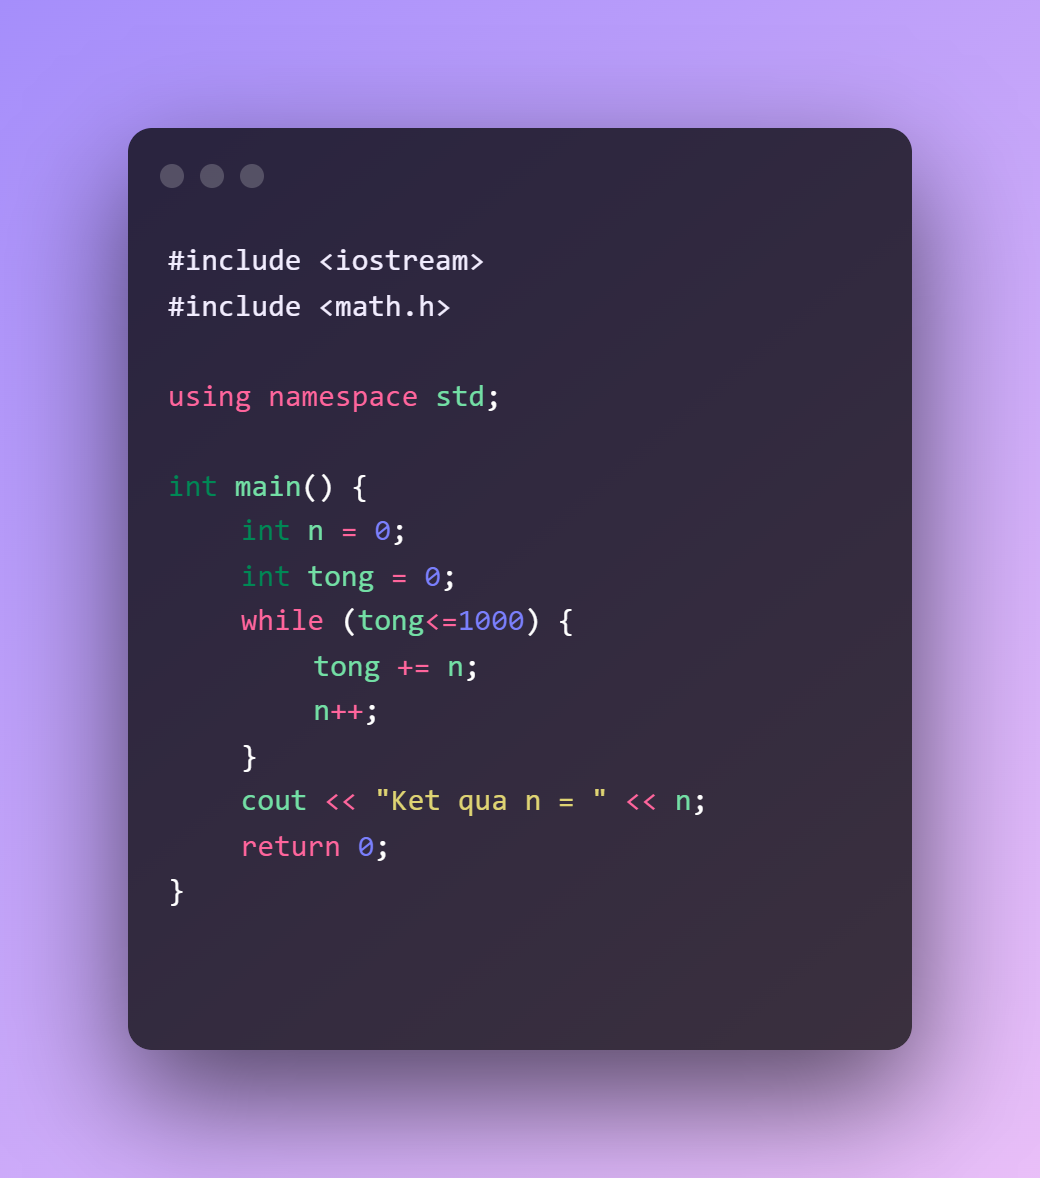 #include <iostream>
#include <math.h>
using namespace std;
int main() {
int n = 0;
int tong = 0;
while (tong<=1000) {
tong += n;
n++;
}
cout << "Ket qua n = " << n;
return 0;
}